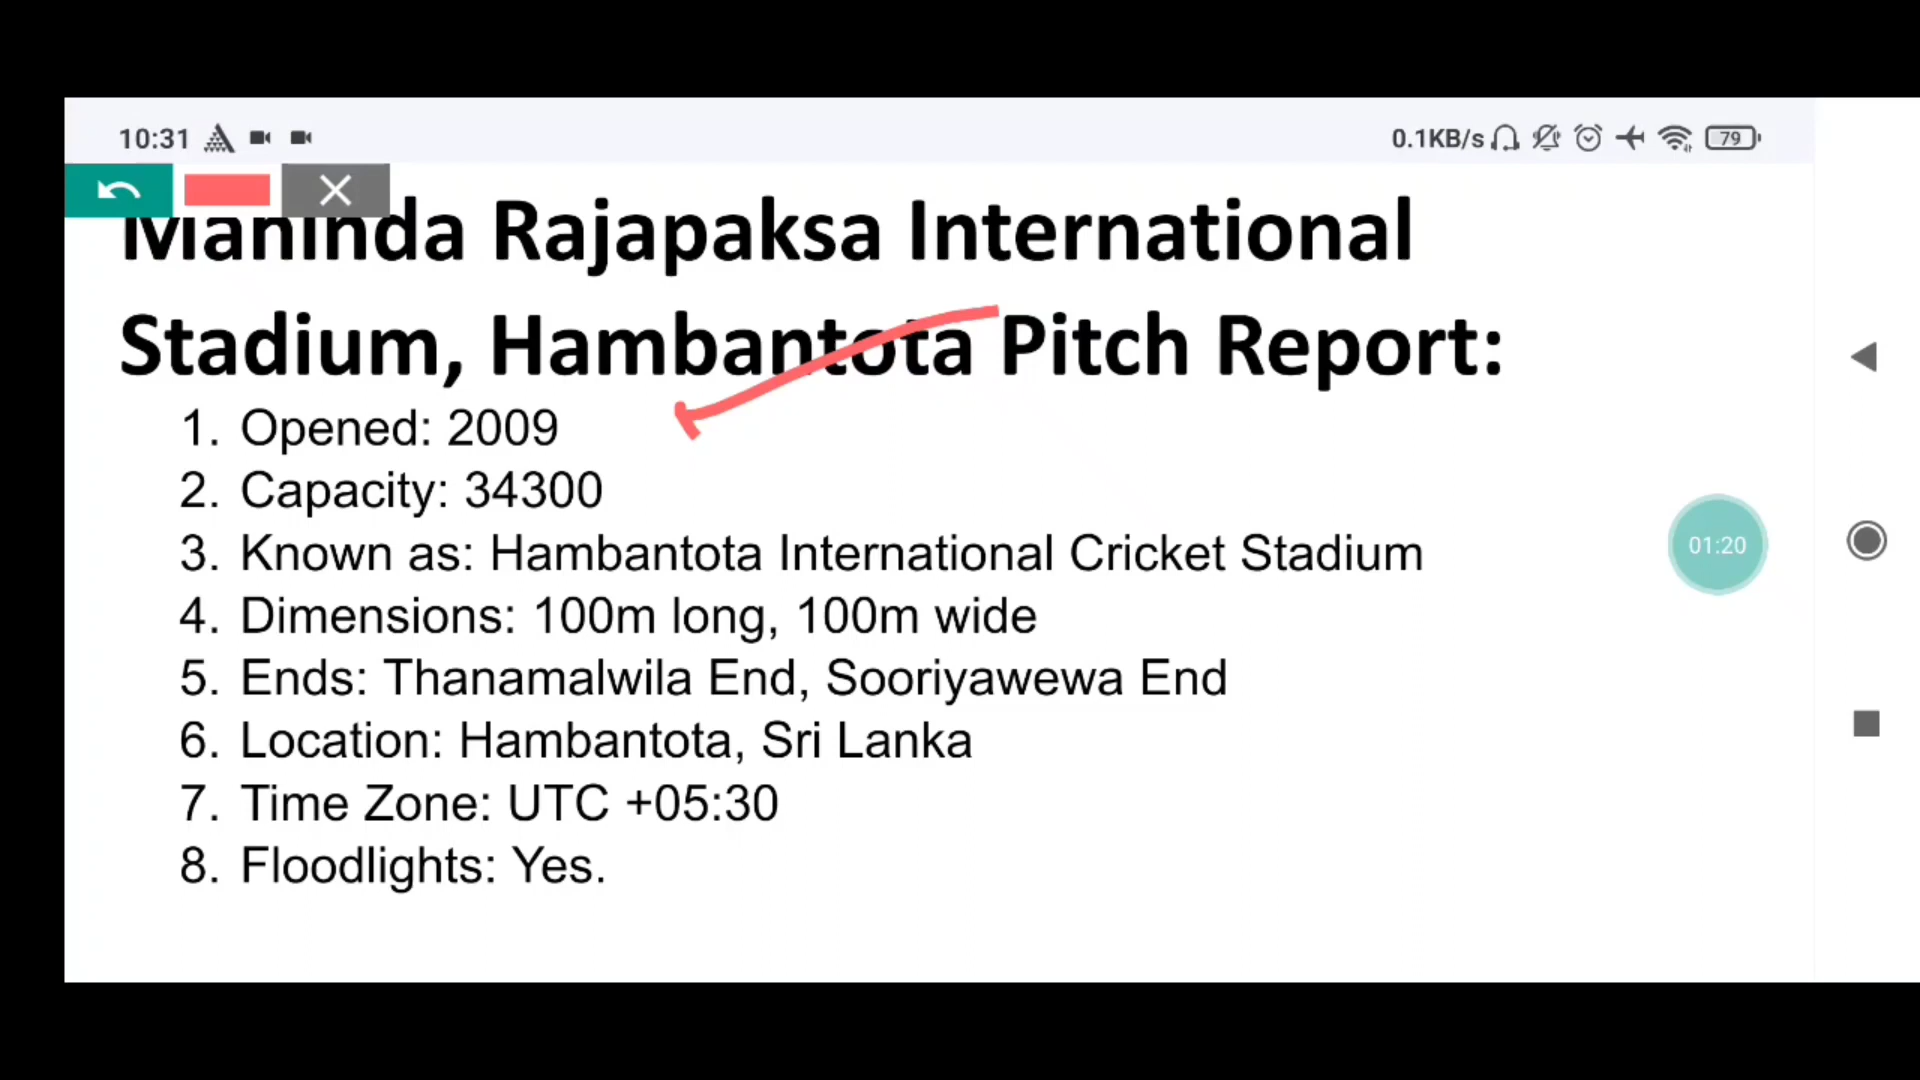 10:31 0.1KB/s 79
Mahinda Rajapaksa International
Stadium, Hambantota Pitch Report:
1. Opened: 2009
2. Capacity: 34300
3. Known as: Hambantota International Cricket Stadium
01:20
4. Dimensions: 100m long, 100m wide
5. Ends: Thanamalwila End, Sooriyawewa End
6. Location: Hambantota, Sri Lanka
7. Time Zone: UTC +05:30
8. Floodlights: Yes.